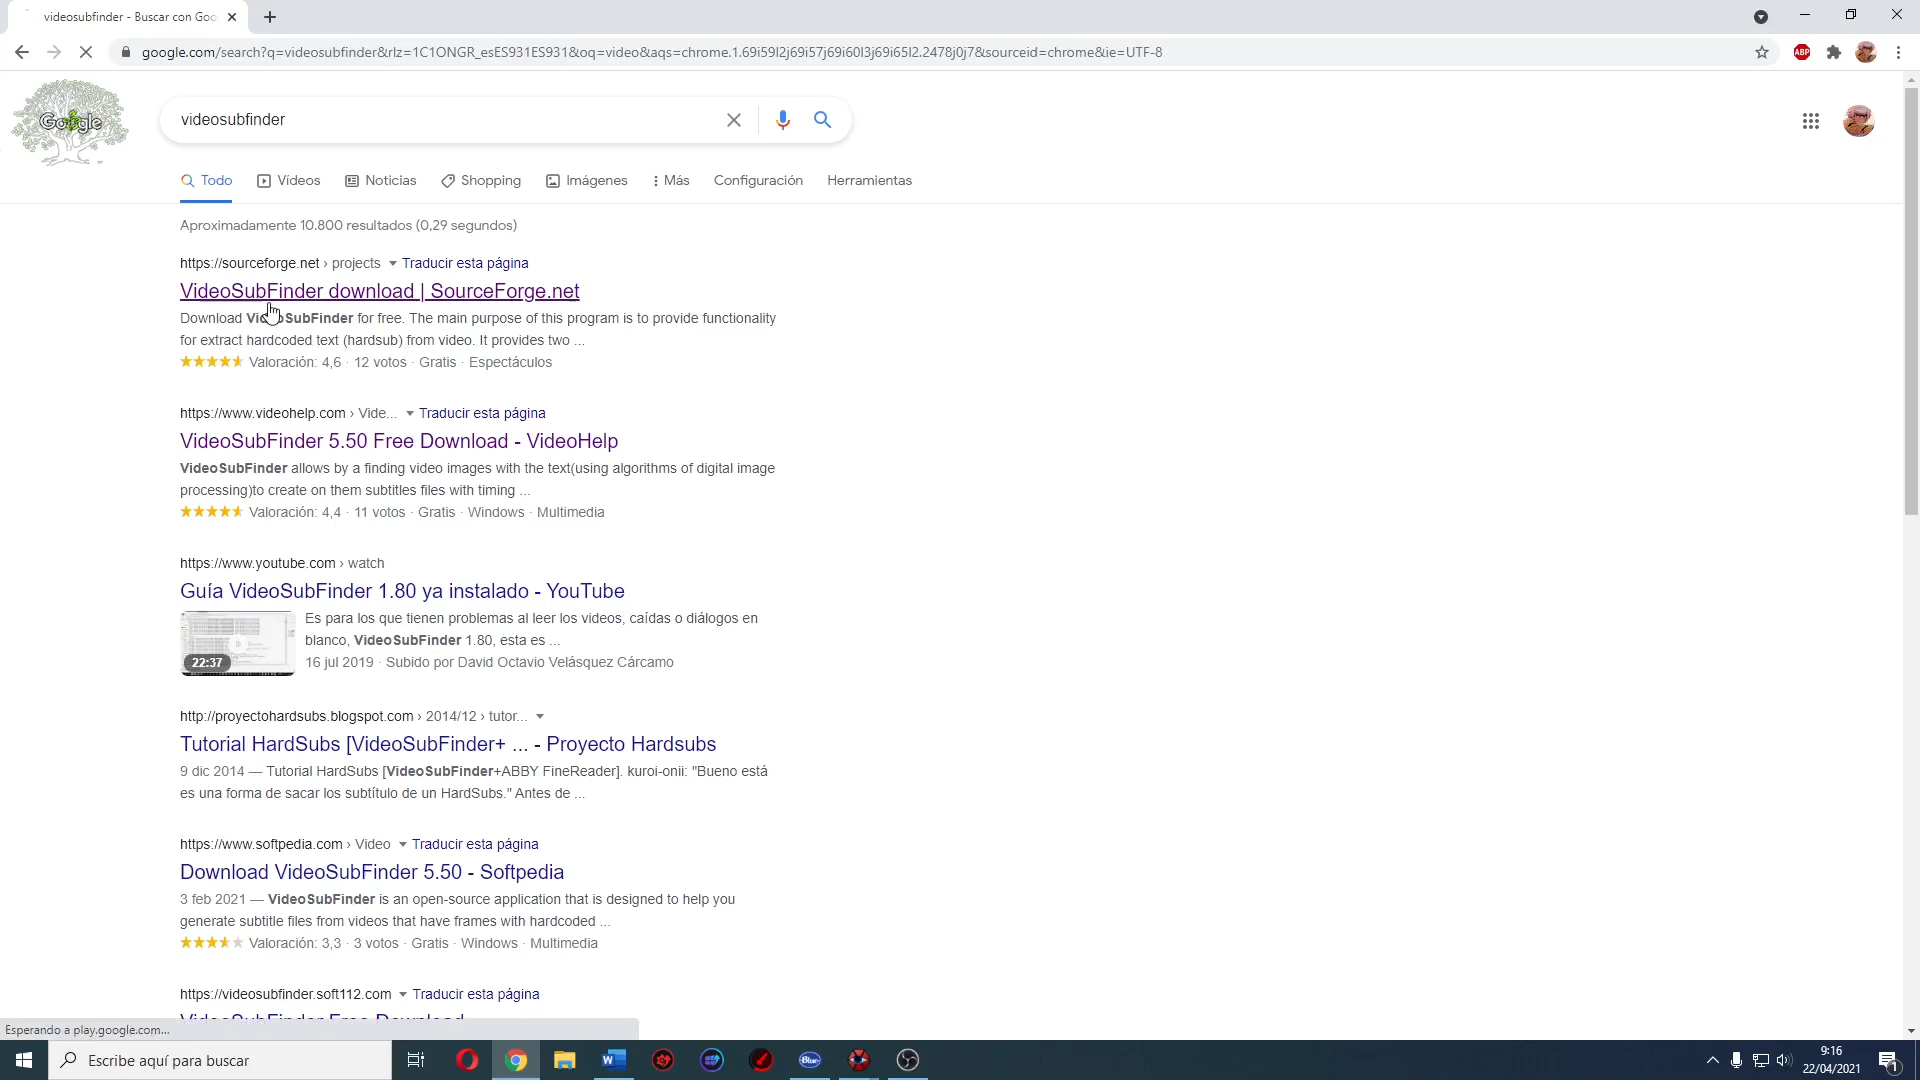 videosubfinder - Buscar con Goo
google.com/search?q=videosubfinder&rlz=1C1ONGR_esES931ES931&oq=video&aqs=chrome.1.69i59l2j69i57j69i60l3j69i65l2.2478j0j7&sourceid=chrome&ie=UTF-8
ABP
Google
videosubfinder
Todo Vídeos Noticias Shopping Imágenes Más Configuración Herramientas
Aproximadamente 10.800 resultados (0,29 segundos)
https://sourceforge.net › projects Traducir esta página
VideoSubFinder download | SourceForge.net
Download VideoSubFinder for free. The main purpose of this program is to provide functionality
for extract hardcoded text (hardsub) from video. It provides two ...
Valoración: 4,6 · 12 votos · Gratis · Espectáculos
https://www.videohelp.com › Vide... Traducir esta página
VideoSubFinder 5.50 Free Download - VideoHelp
VideoSubFinder allows by a finding video images with the text(using algorithms of digital image
processing)to create on them subtitles files with timing ...
Valoración: 4,4 · 11 votos · Gratis · Windows · Multimedia
https://www.youtube.com › watch
Guía VideoSubFinder 1.80 ya instalado - YouTube
Es para los que tienen problemas al leer los videos, caídas o diálogos en
blanco, VideoSubFinder 1.80, esta es ...
22:37
16 jul 2019 · Subido por David Octavio Velásquez Cárcamo
http://proyectohardsubs.blogspot.com › 2014/12 › tutor...
Tutorial HardSubs [VideoSubFinder+ ... - Proyecto Hardsubs
9 dic 2014 — Tutorial HardSubs [VideoSubFinder+ABBY FineReader]. kuroi-onii: "Bueno está
es una forma de sacar los subtítulo de un HardSubs." Antes de ...
https://www.softpedia.com › Video Traducir esta página
Download VideoSubFinder 5.50 - Softpedia
3 feb 2021 — VideoSubFinder is an open-source application that is designed to help you
generate subtitle files from videos that have frames with hardcoded ...
Valoración: 3,3 · 3 votos · Gratis · Windows · Multimedia
https://videosubfinder.soft112.com Traducir esta página
VideoSubFinder Free Download
Esperando a play.google.com...
Escribe aquí para buscar
Blue
9:16
22/04/2021
1